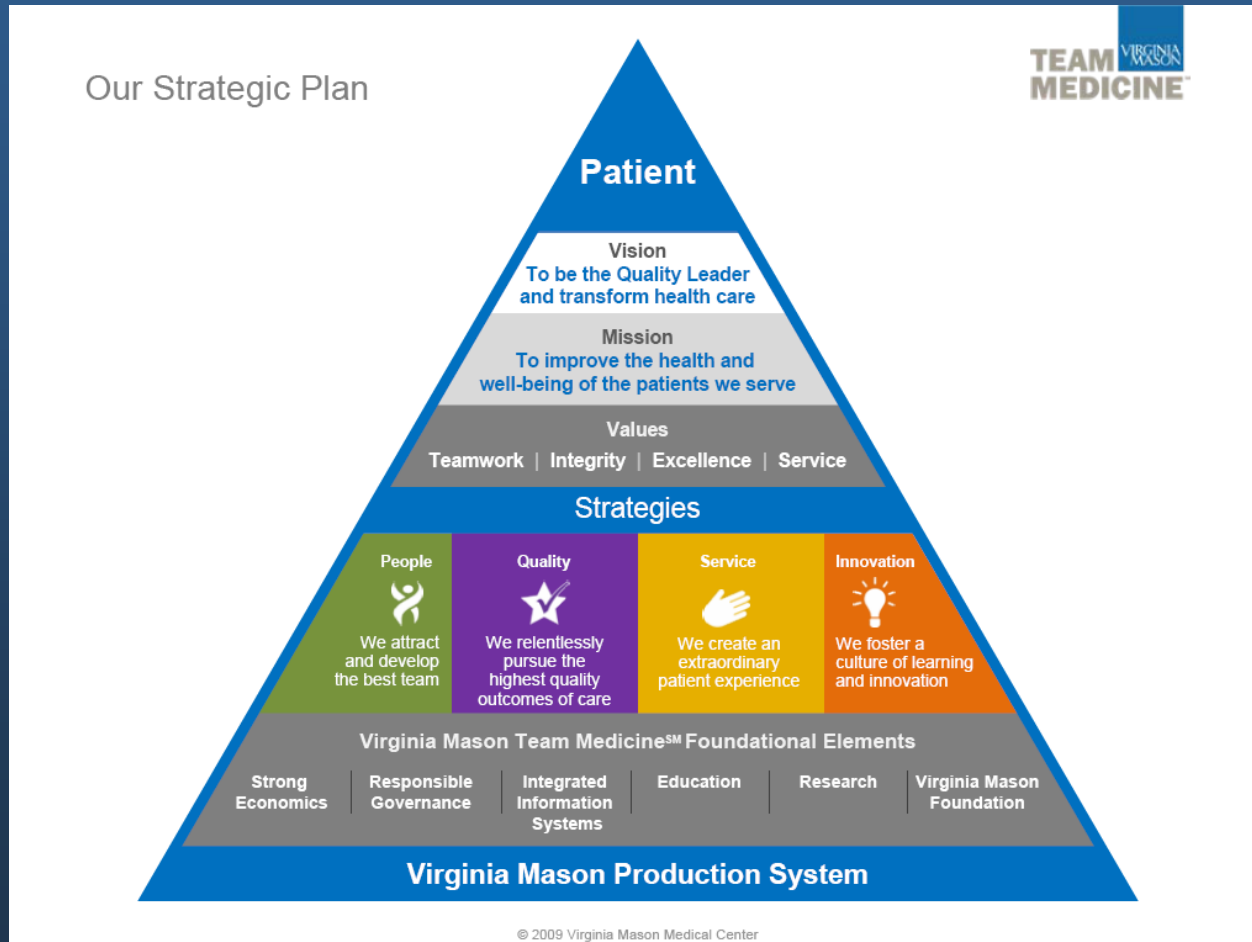 Our Strategic Plan
TEAM VIRGINIA MASON
MEDICINE™
Patient
Vision
To be the Quality Leader
and transform health care
Mission
To improve the health and
well-being of the patients we serve
Values
Teamwork | Integrity | Excellence | Service
Strategies
People
We attract
and develop
the best team
Quality
We relentlessly
pursue the
highest quality
outcomes of care
Service
We create an
extraordinary
patient experience
Innovation
We foster a
culture of learning
and innovation
Virginia Mason Team Medicine℠ Foundational Elements
Strong
Economics
Responsible
Governance
Integrated
Information
Systems
Education
Research
Virginia Mason
Foundation
Virginia Mason Production System
© 2009 Virginia Mason Medical Center